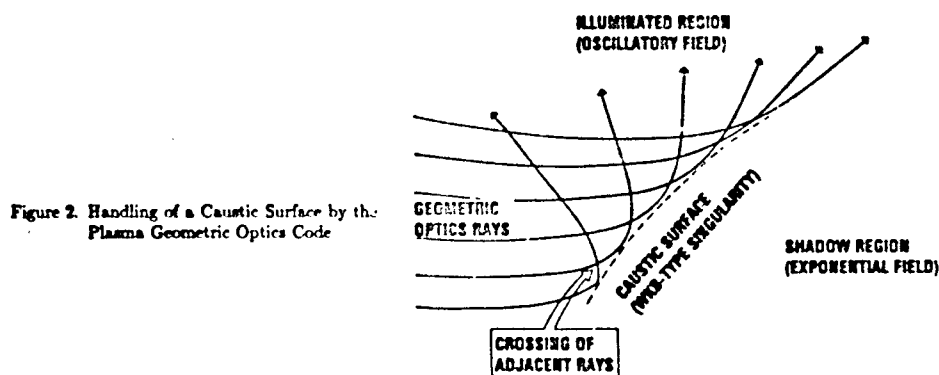 ILLUMINATED REGION
(OSCILLATORY FIELD)
Figure 2. Handling of a Caustic Surface by the
Plasma Geometric Optics Code
GEOMETRIC
OPTICS RAYS
CAUSTIC SURFACE
(WKB-TYPE SINGULARITY)
SHADOW REGION
(EXPONENTIAL FIELD)
CROSSING OF
ADJACENT RAYS